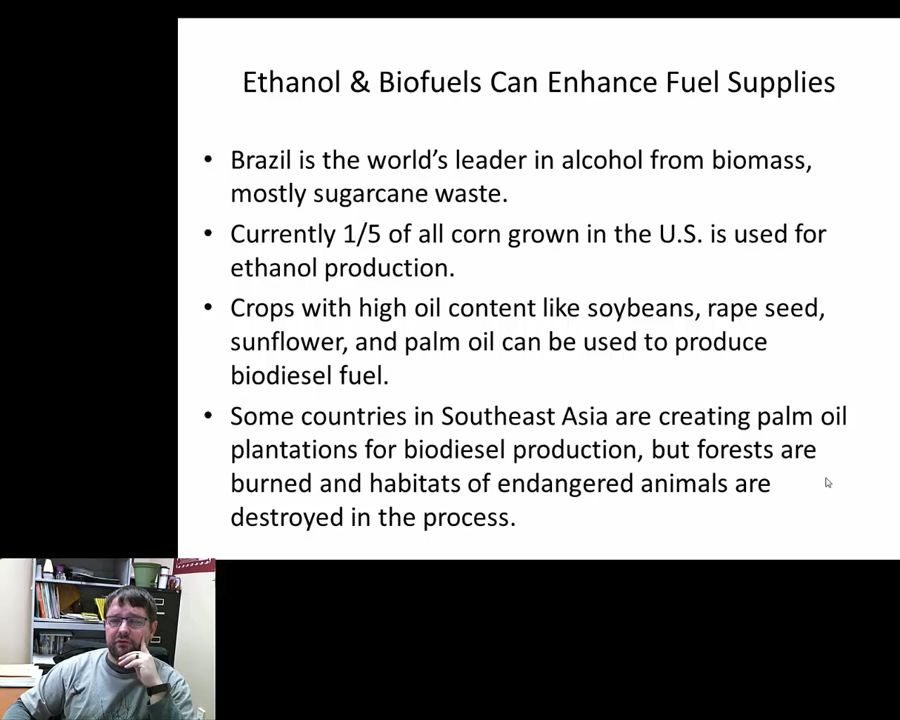 Ethanol & Biofuels Can Enhance Fuel Supplies
• Brazil is the world's leader in alcohol from biomass,
mostly sugarcane waste.
• Currently 1/5 of all corn grown in the U.S. is used for
ethanol production.
• Crops with high oil content like soybeans, rape seed,
sunflower, and palm oil can be used to produce
biodiesel fuel.
• Some countries in Southeast Asia are creating palm oil
plantations for biodiesel production, but forests are
burned and habitats of endangered animals are
destroyed in the process.